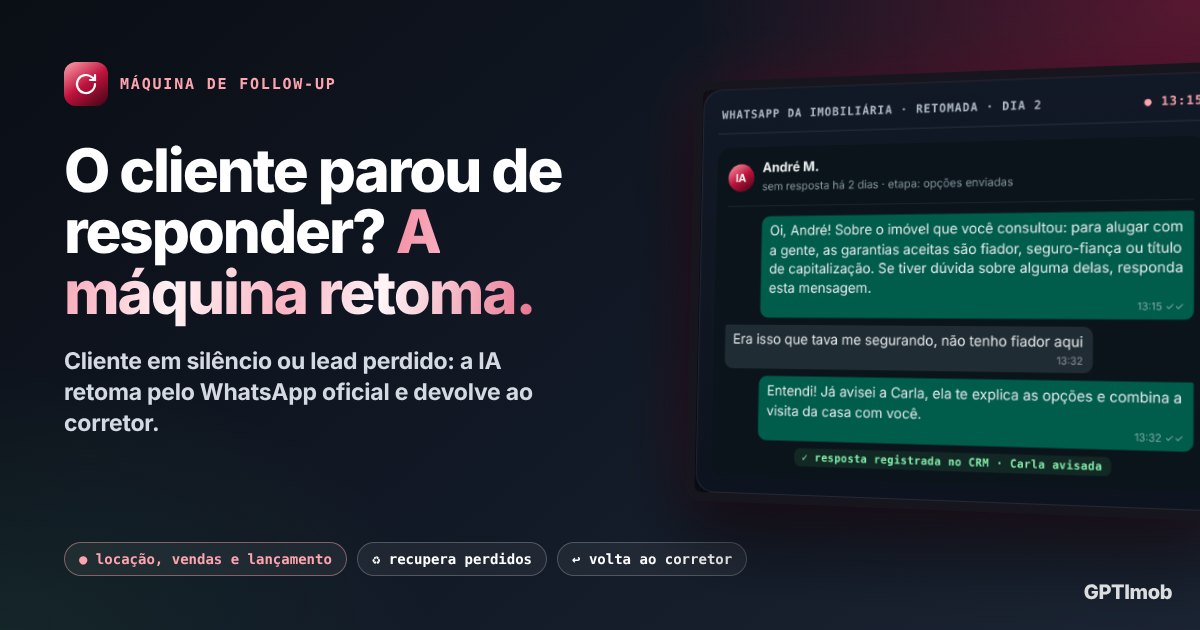 MÁQUINA DE FOLLOW-UP
O cliente parou de
responder? A
máquina retoma.
Cliente em silêncio ou lead perdido: a IA
retoma pelo WhatsApp oficial e devolve ao
corretor.
● locação, vendas e lançamento
♻ recupera perdidos
↩ volta ao corretor
WHATSAPP DA IMOBILIÁRIA · RETOMADA · DIA 2
● 13:15
IA
André M.
sem resposta há 2 dias · etapa: opções enviadas
Oi, André! Sobre o imóvel que você consultou: para alugar com
a gente, as garantias aceitas são fiador, seguro-fiança ou título
de capitalização. Se tiver dúvida sobre alguma delas, responda
esta mensagem.
13:15 ✓✓
Era isso que tava me segurando, não tenho fiador aqui
13:32
Entendi! Já avisei a Carla, ela te explica as opções e combina a
visita da casa com você.
13:32 ✓✓
✓ resposta registrada no CRM · Carla avisada
GPTImob